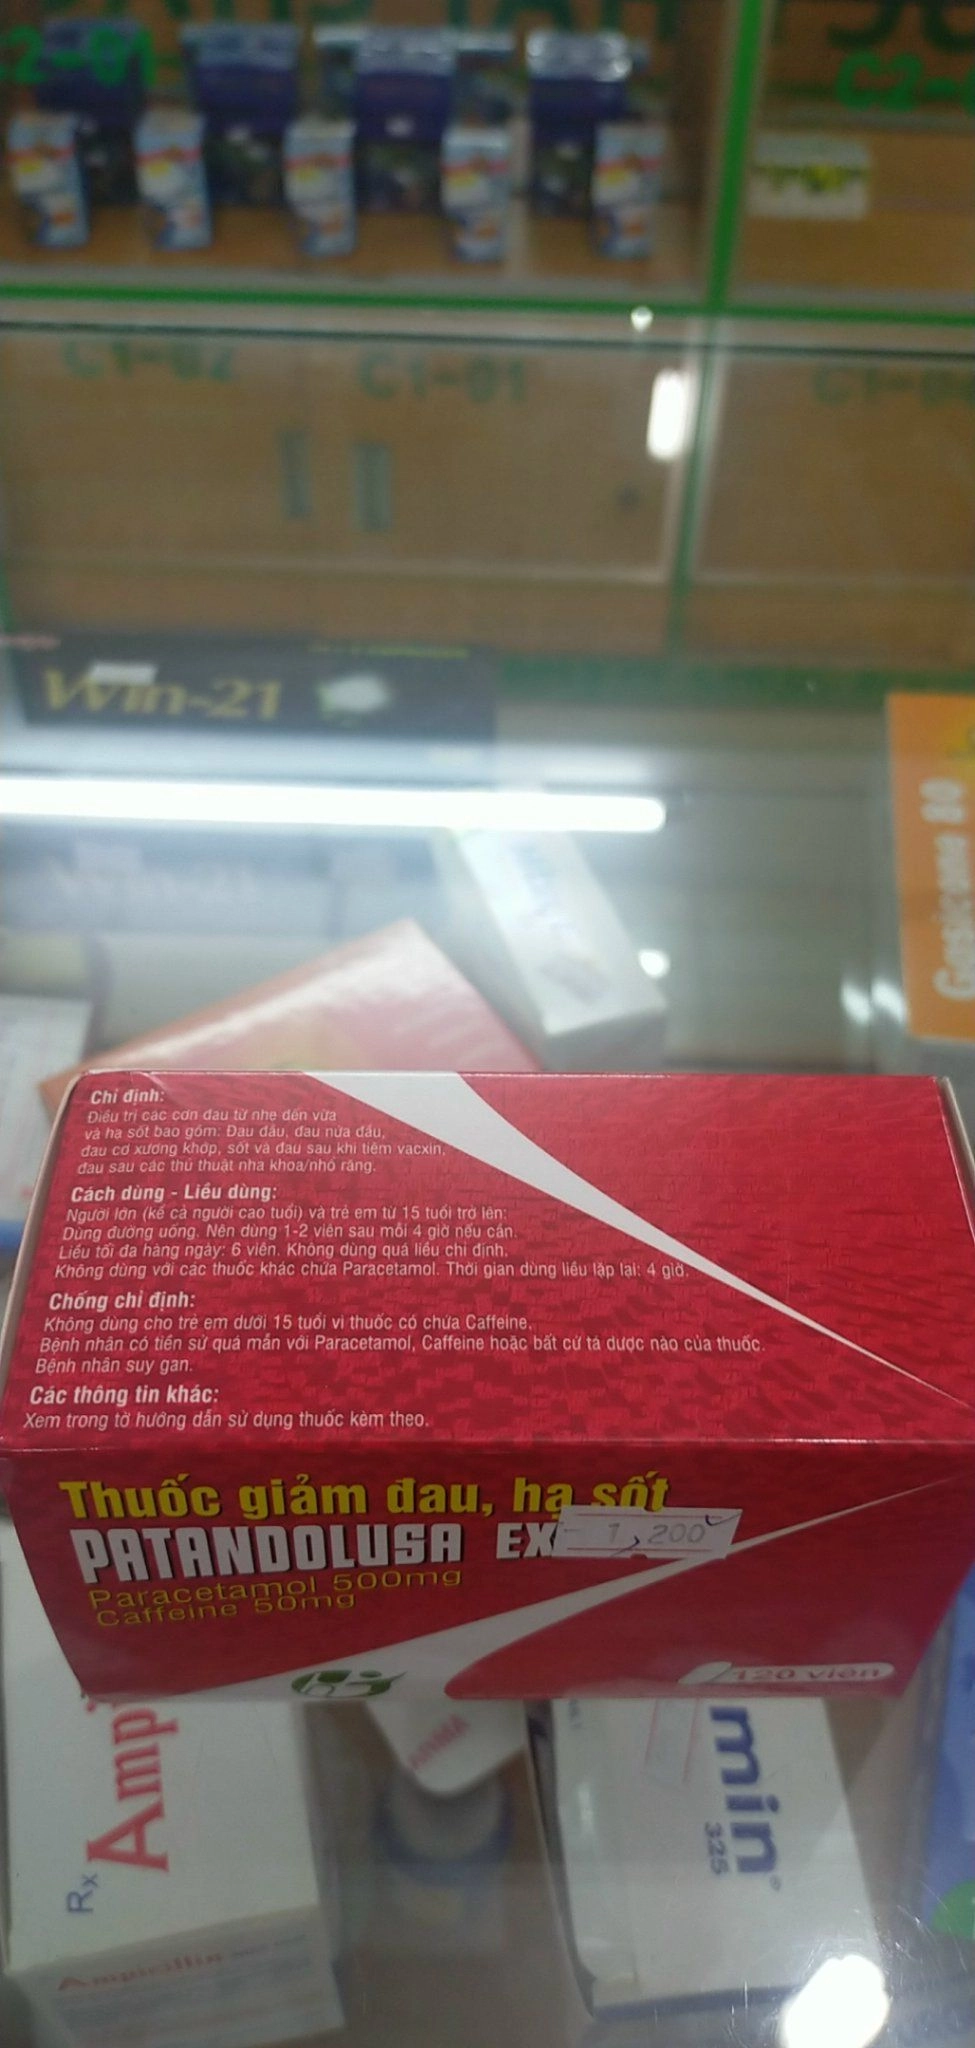 C2-01
C1-02
C1-01
Win-21
Chỉ định:
Điều trị các cơn đau từ nhẹ đến vừa
và hạ sốt bao gồm: Đau đầu, đau nửa đầu,
đau cơ xương khớp, sốt và đau sau khi tiêm vacxin,
đau sau các thủ thuật nha khoa/nhổ răng.
Cách dùng - Liều dùng:
Người lớn (kể cả người cao tuổi) và trẻ em từ 15 tuổi trở lên:
Dùng đường uống. Nên dùng 1-2 viên sau mỗi 4 giờ nếu cần.
Liều tối đa hàng ngày: 6 viên. Không dùng quá liều chỉ định.
Không dùng với các thuốc khác chứa Paracetamol. Thời gian dùng liều lặp lại: 4 giờ.
Chống chỉ định:
Không dùng cho trẻ em dưới 15 tuổi vì thuốc có chứa Caffeine.
Bệnh nhân có tiền sử quá mẫn với Paracetamol, Caffeine hoặc bất cứ tá dược nào của thuốc.
Bệnh nhân suy gan.
Các thông tin khác:
Xem trong tờ hướng dẫn sử dụng thuốc kèm theo.
Thuốc giảm đau, hạ sốt
PATANDOLUSA EX
1,200
Paracetamol 500mg
Caffeine 50mg
120 viên
Rx
Amp
Ampicillin
min
325